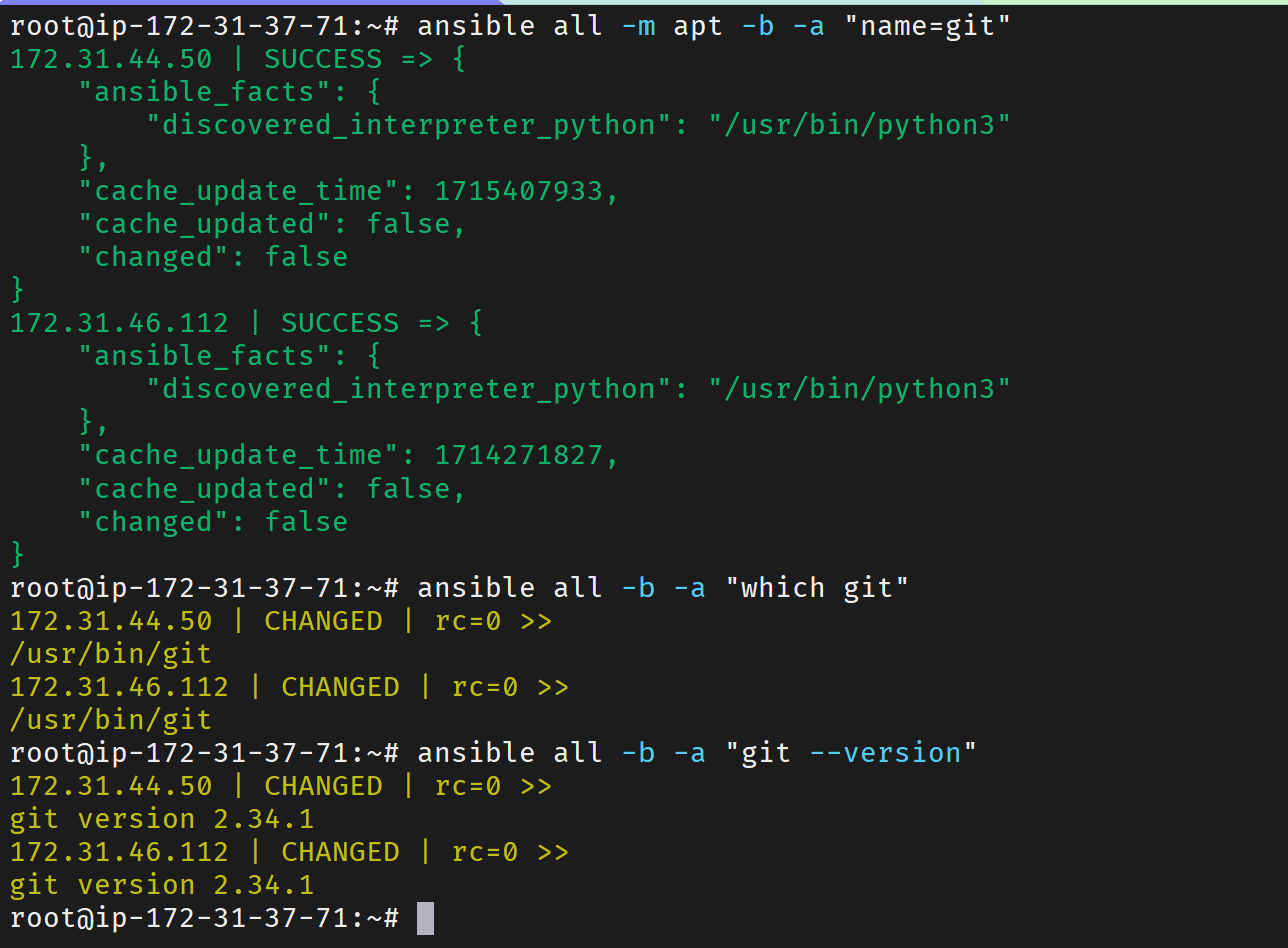 root@ip-172-31-37-71:~# ansible all -m apt -b -a "name=git"
172.31.44.50 | SUCCESS => {
    "ansible_facts": {
        "discovered_interpreter_python": "/usr/bin/python3"
    },
    "cache_update_time": 1715407933,
    "cache_updated": false,
    "changed": false
}
172.31.46.112 | SUCCESS => {
    "ansible_facts": {
        "discovered_interpreter_python": "/usr/bin/python3"
    },
    "cache_update_time": 1714271827,
    "cache_updated": false,
    "changed": false
}
root@ip-172-31-37-71:~# ansible all -b -a "which git"
172.31.44.50 | CHANGED | rc=0 >>
/usr/bin/git
172.31.46.112 | CHANGED | rc=0 >>
/usr/bin/git
root@ip-172-31-37-71:~# ansible all -b -a "git --version"
172.31.44.50 | CHANGED | rc=0 >>
git version 2.34.1
172.31.46.112 | CHANGED | rc=0 >>
git version 2.34.1
root@ip-172-31-37-71:~#